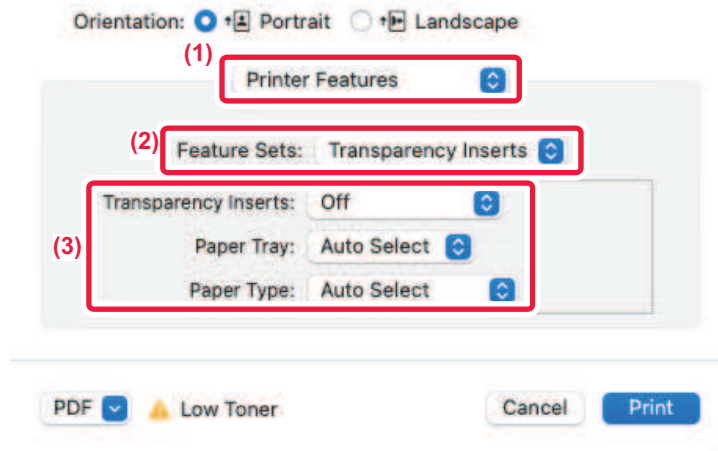 Orientation: Portrait Landscape
(1)
Printer Features
(2) Feature Sets: Transparency Inserts
Transparency Inserts: Off
(3) Paper Tray: Auto Select
Paper Type: Auto Select
PDF Low Toner Cancel Print